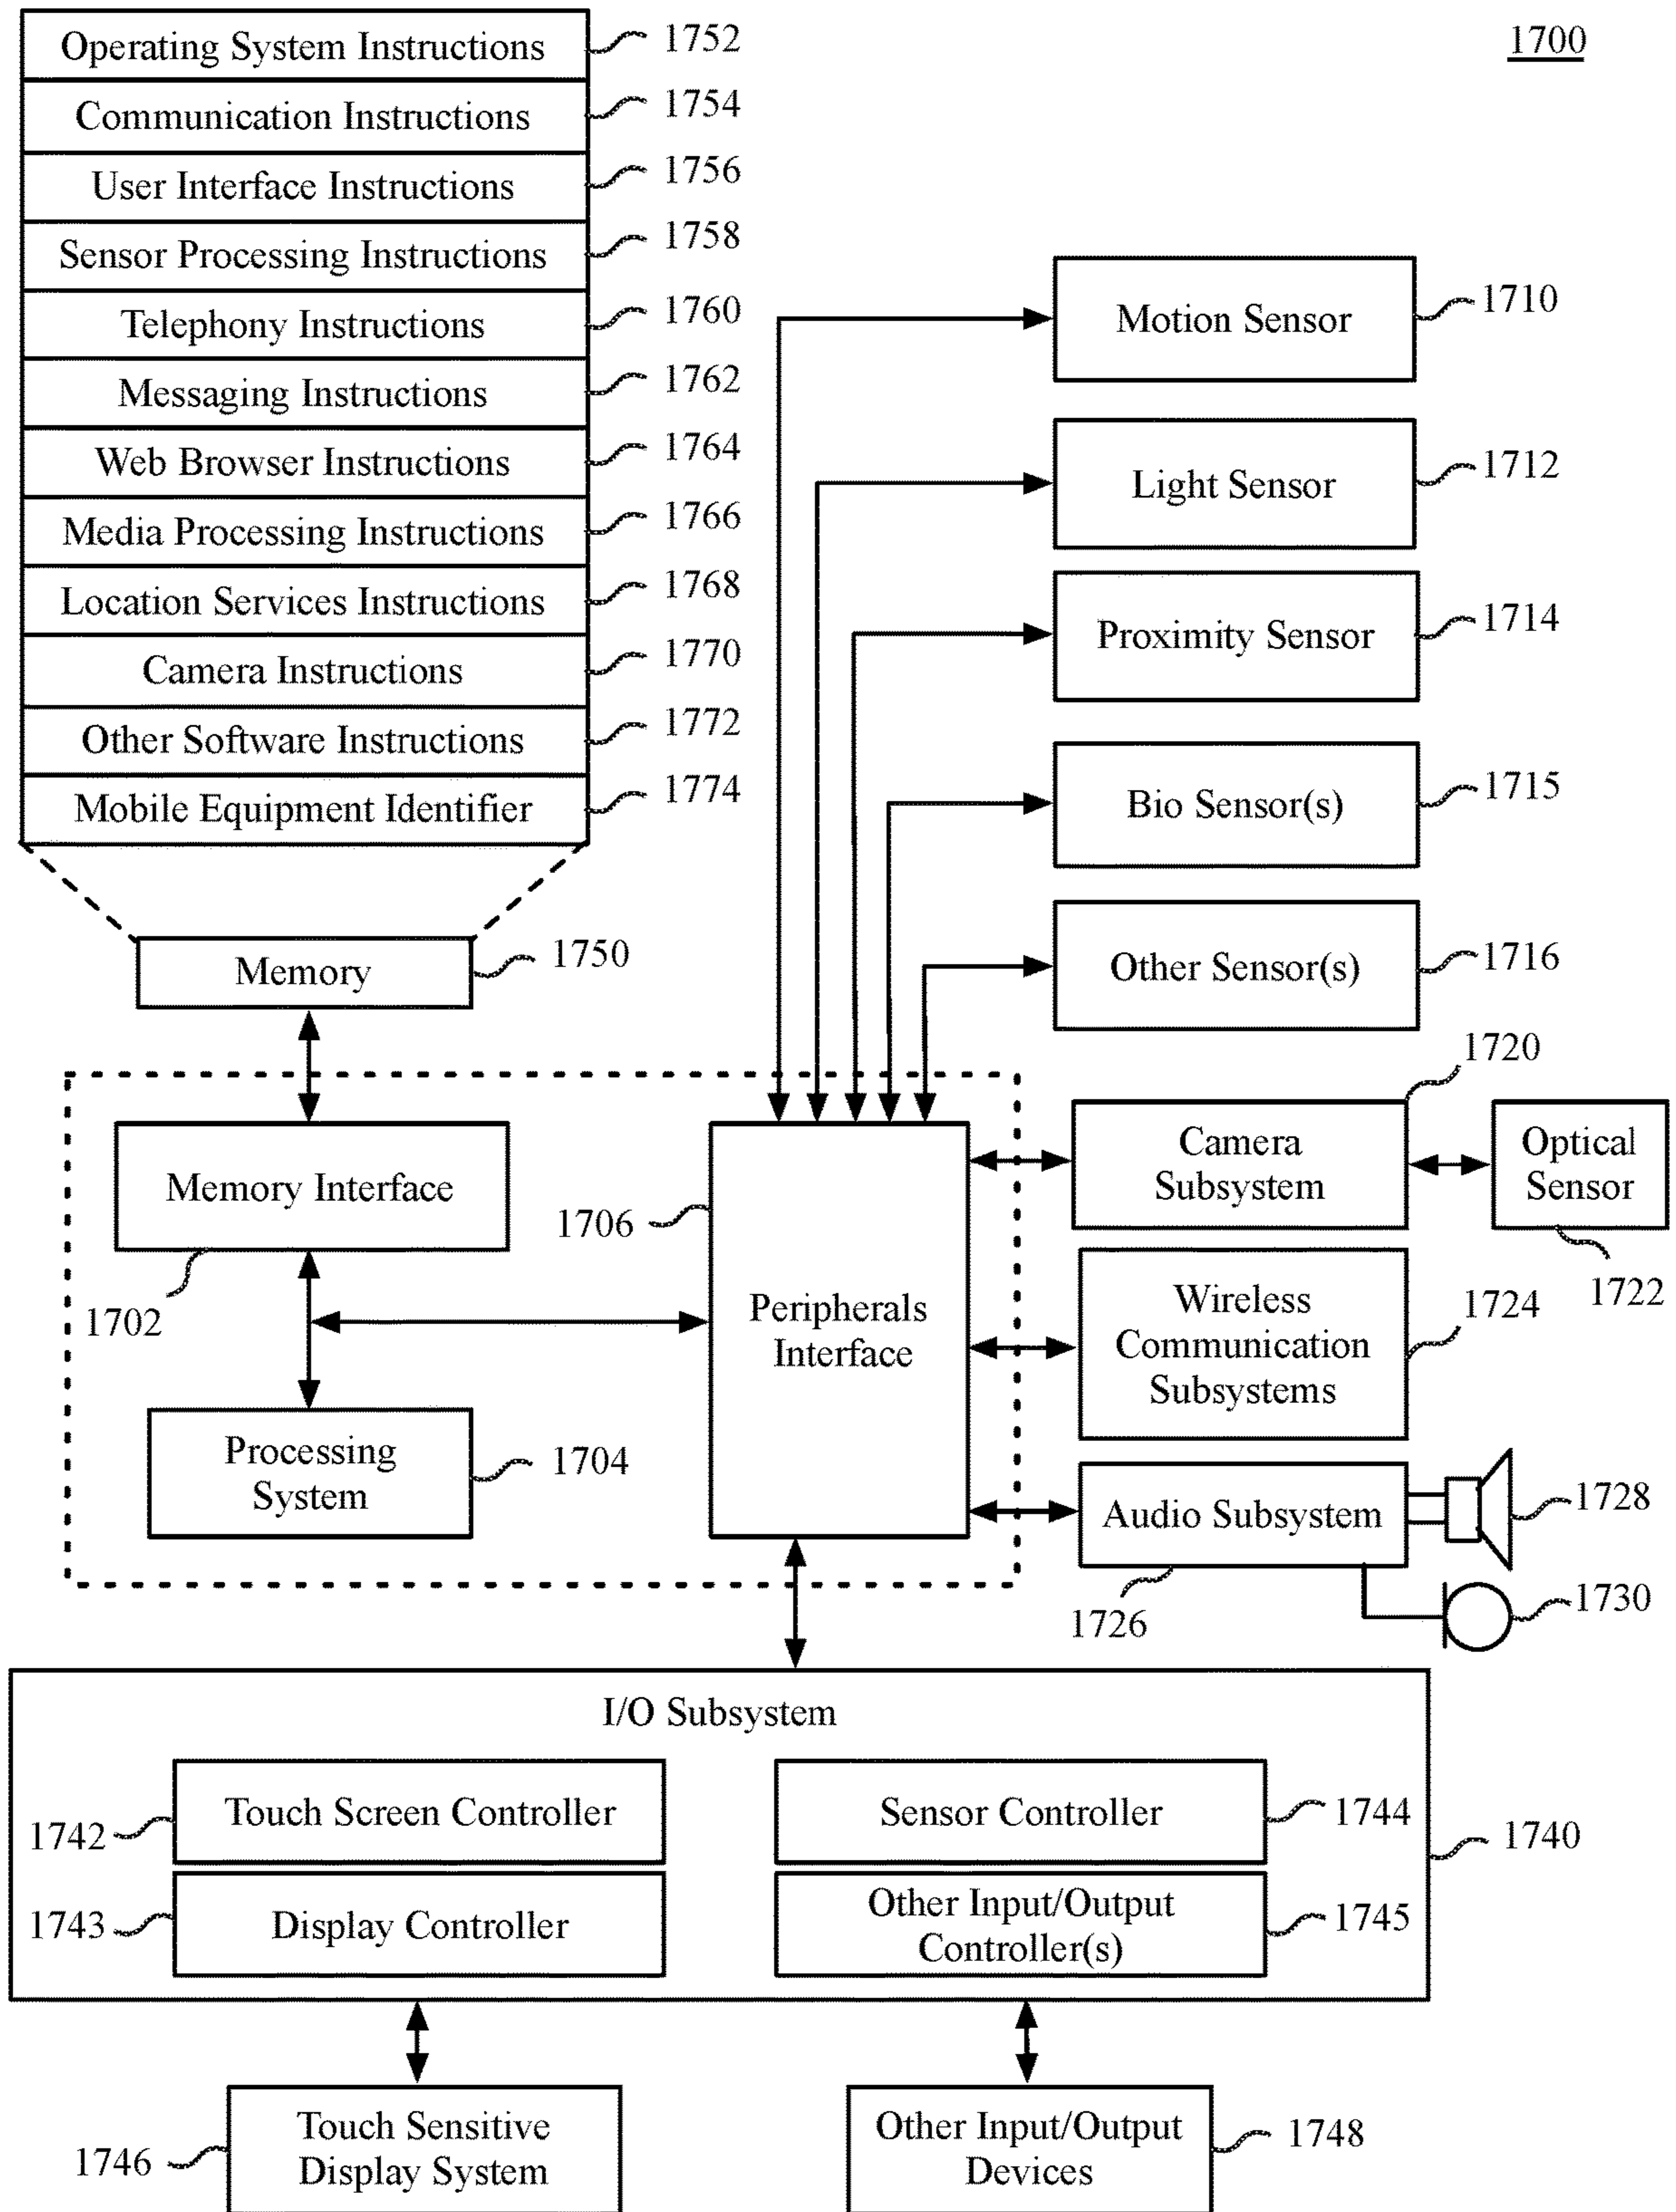 1700
Operating System Instructions
1752
Communication Instructions
1754
User Interface Instructions
1756
Sensor Processing Instructions
1758
Telephony Instructions
1760
Messaging Instructions
1762
Web Browser Instructions
1764
Media Processing Instructions
1766
Location Services Instructions
1768
Camera Instructions
1770
Other Software Instructions
1772
Mobile Equipment Identifier
1774
Memory
1750
Motion Sensor
1710
Light Sensor
1712
Proximity Sensor
1714
Bio Sensor(s)
1715
Other Sensor(s)
1716
Memory Interface
1702
Processing
System
1704
1706
Peripherals
Interface
1720
Camera
Subsystem
Optical
Sensor
1722
Wireless
Communication
Subsystems
1724
Audio Subsystem
1726
1728
1730
I/O Subsystem
1740
Touch Screen Controller
1742
Sensor Controller
1744
Display Controller
1743
Other Input/Output
Controller(s)
1745
Touch Sensitive
Display System
1746
Other Input/Output
Devices
1748